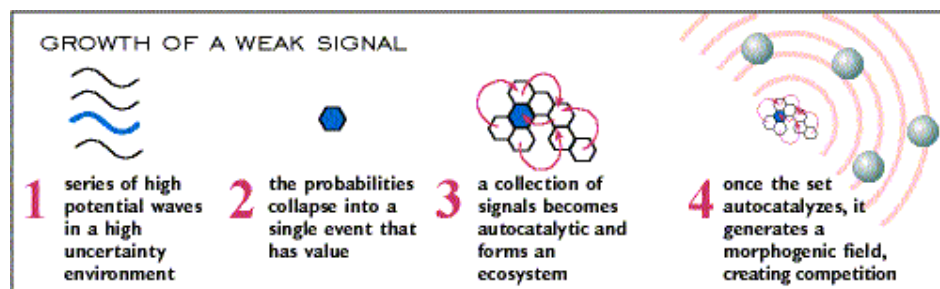 GROWTH OF A WEAK SIGNAL
1
series of high
potential waves
in a high
uncertainty
environment
2
the probabilities
collapse into a
single event that
has value
3
a collection of
signals becomes
autocatalytic and
forms an
ecosystem
4
once the set
autocatalyzes, it
generates a
morphogenic field,
creating competition